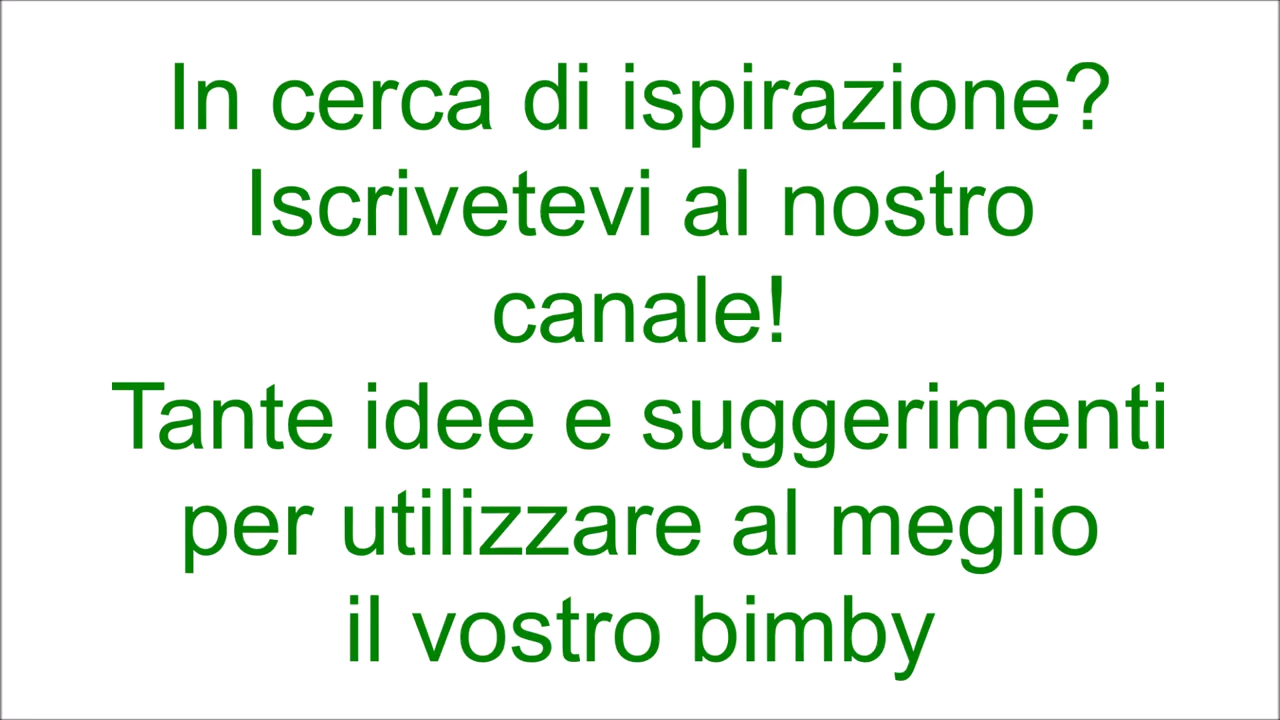 In cerca di ispirazione?
Iscrivetevi al nostro
canale!
Tante idee e suggerimenti
per utilizzare al meglio
il vostro bimby